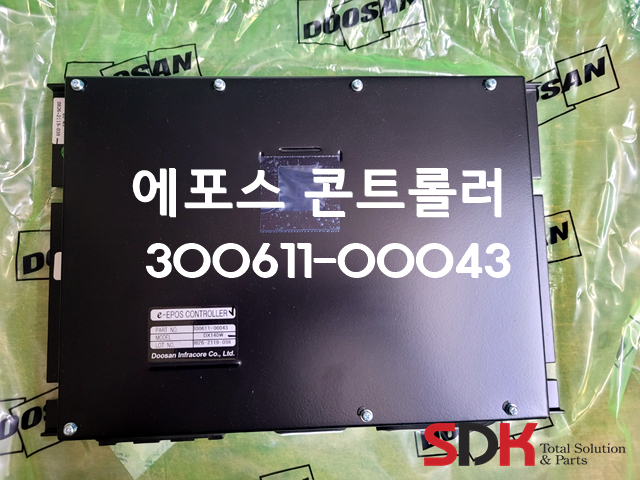 DOOSAN
DOOSAN
DOOSAN
에포스 콘트롤러
300611-00043
e-EPOS CONTROLLER
PART NO. 300611-00043
MODEL DX140W
LOT NO.
Doosan Infracore Co., Ltd.
DOOSAN
SDK Total Solution
& Parts